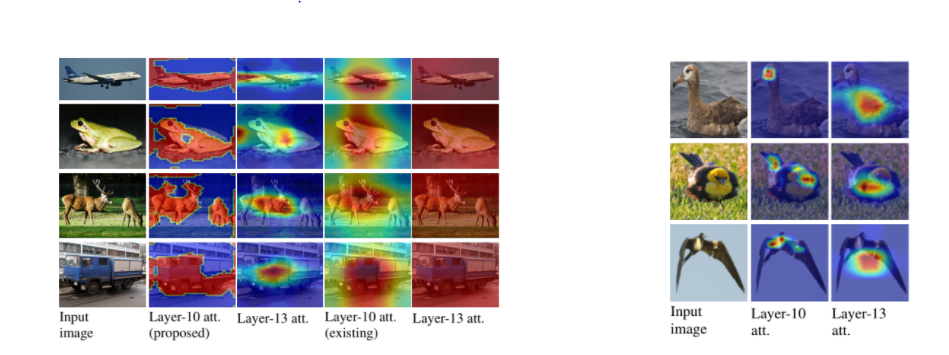 Input image
Layer-10 att. (proposed)
Layer-13 att.
Layer-10 att. (existing)
Layer-13 att.
Input image
Layer-10 att.
Layer-13 att.